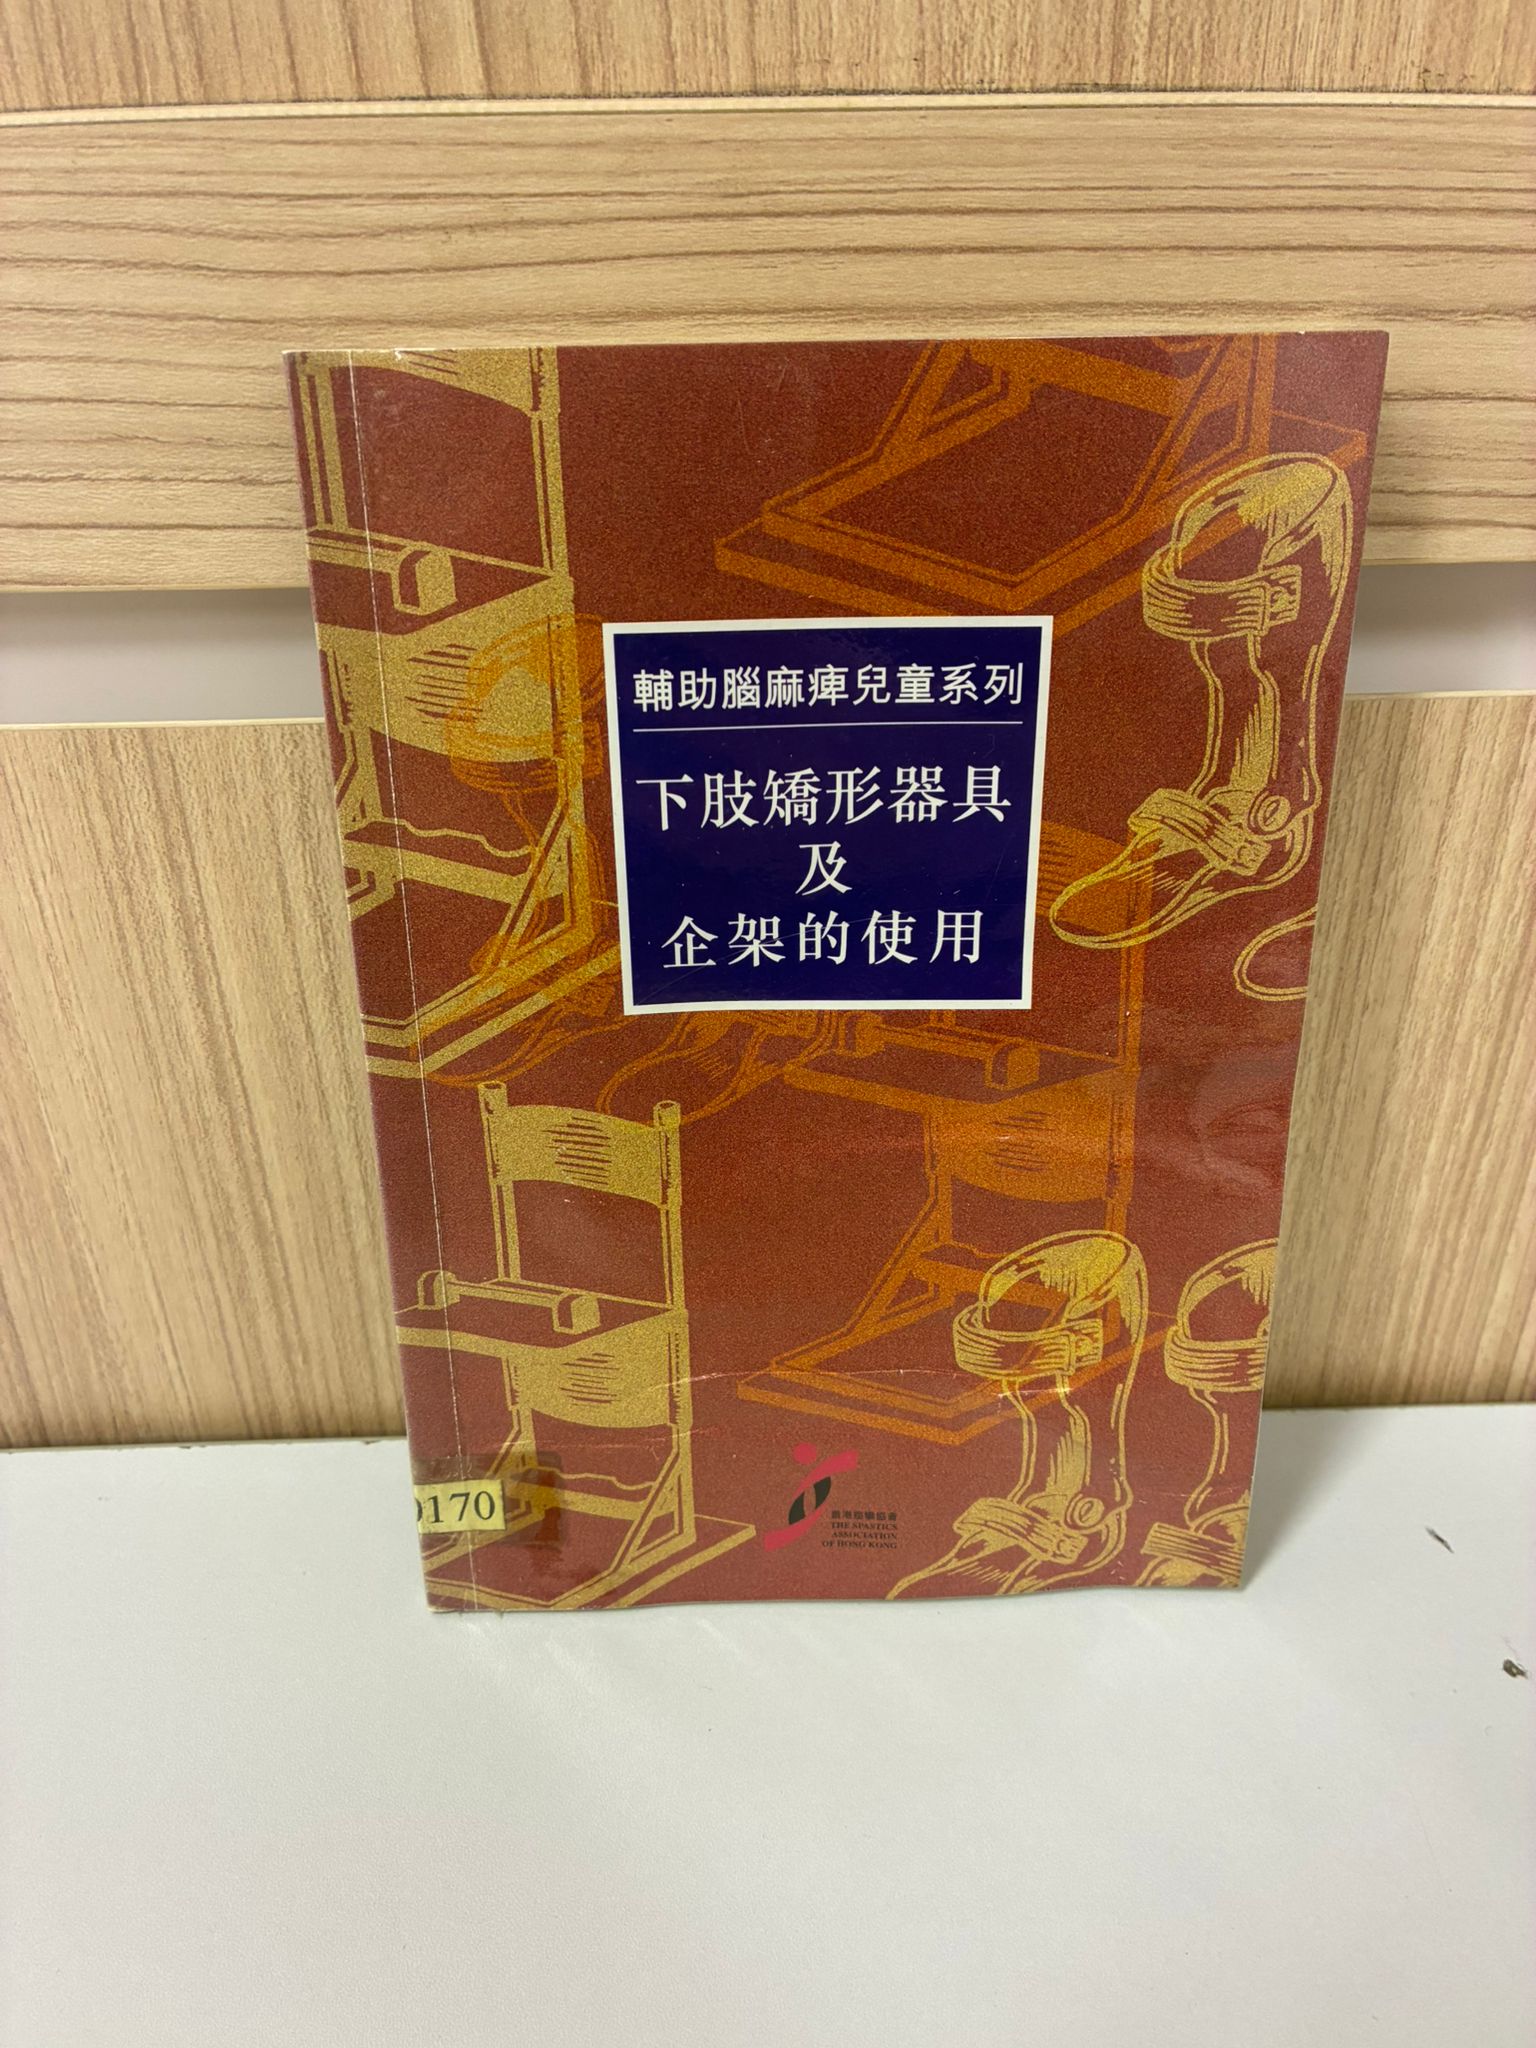 輔助腦麻痺兒童系列
下肢矯形器具
及
企架的使用
170
香港痙攣協會
THE SPASTICS
ASSOCIATION
OF HONG KONG